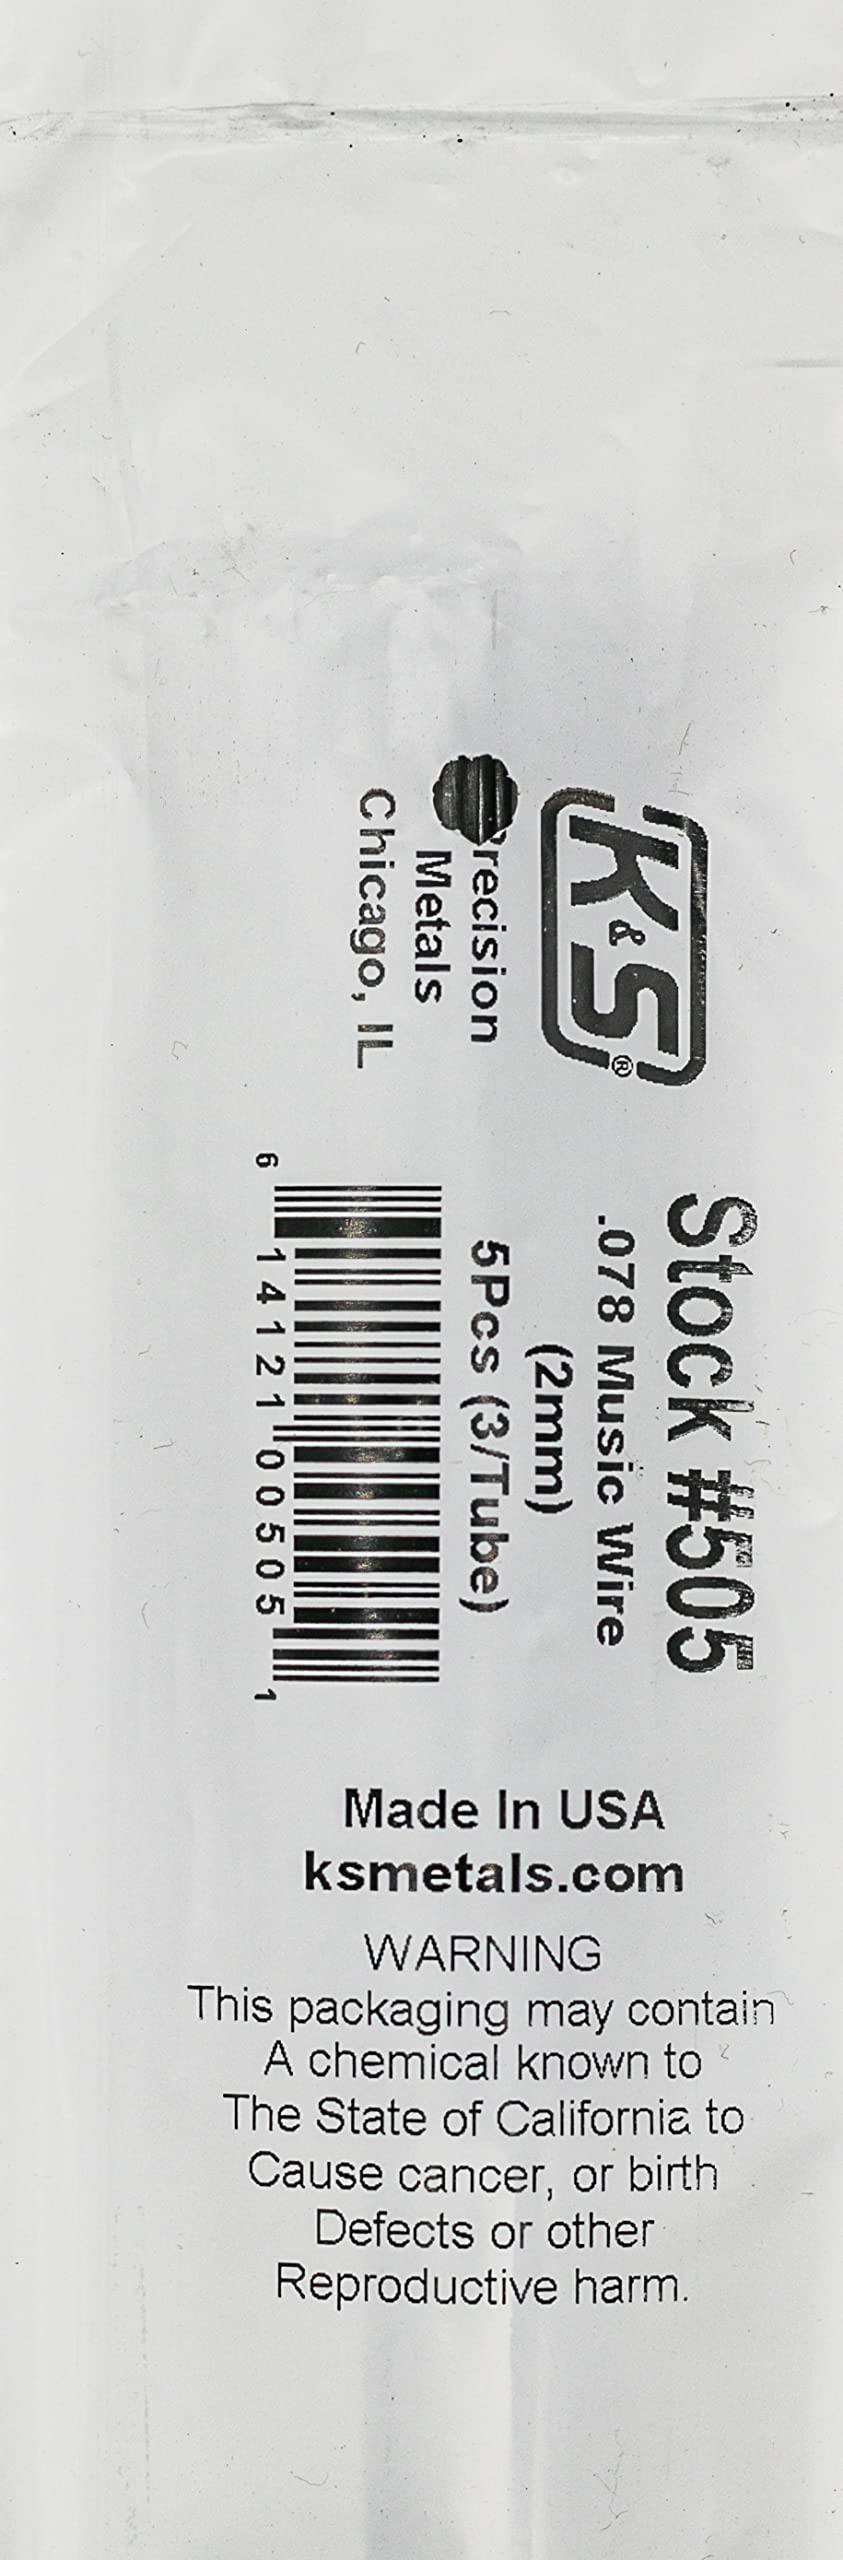 K&S®
Precision
Metals
Chicago, IL
Stock #505
.078 Music Wire
(2mm)
5Pcs (3/Tube)
6 14121 00505 1
Made In USA
ksmetals.com
WARNING
This packaging may contain
A chemical known to
The State of California to
Cause cancer, or birth
Defects or other
Reproductive harm.